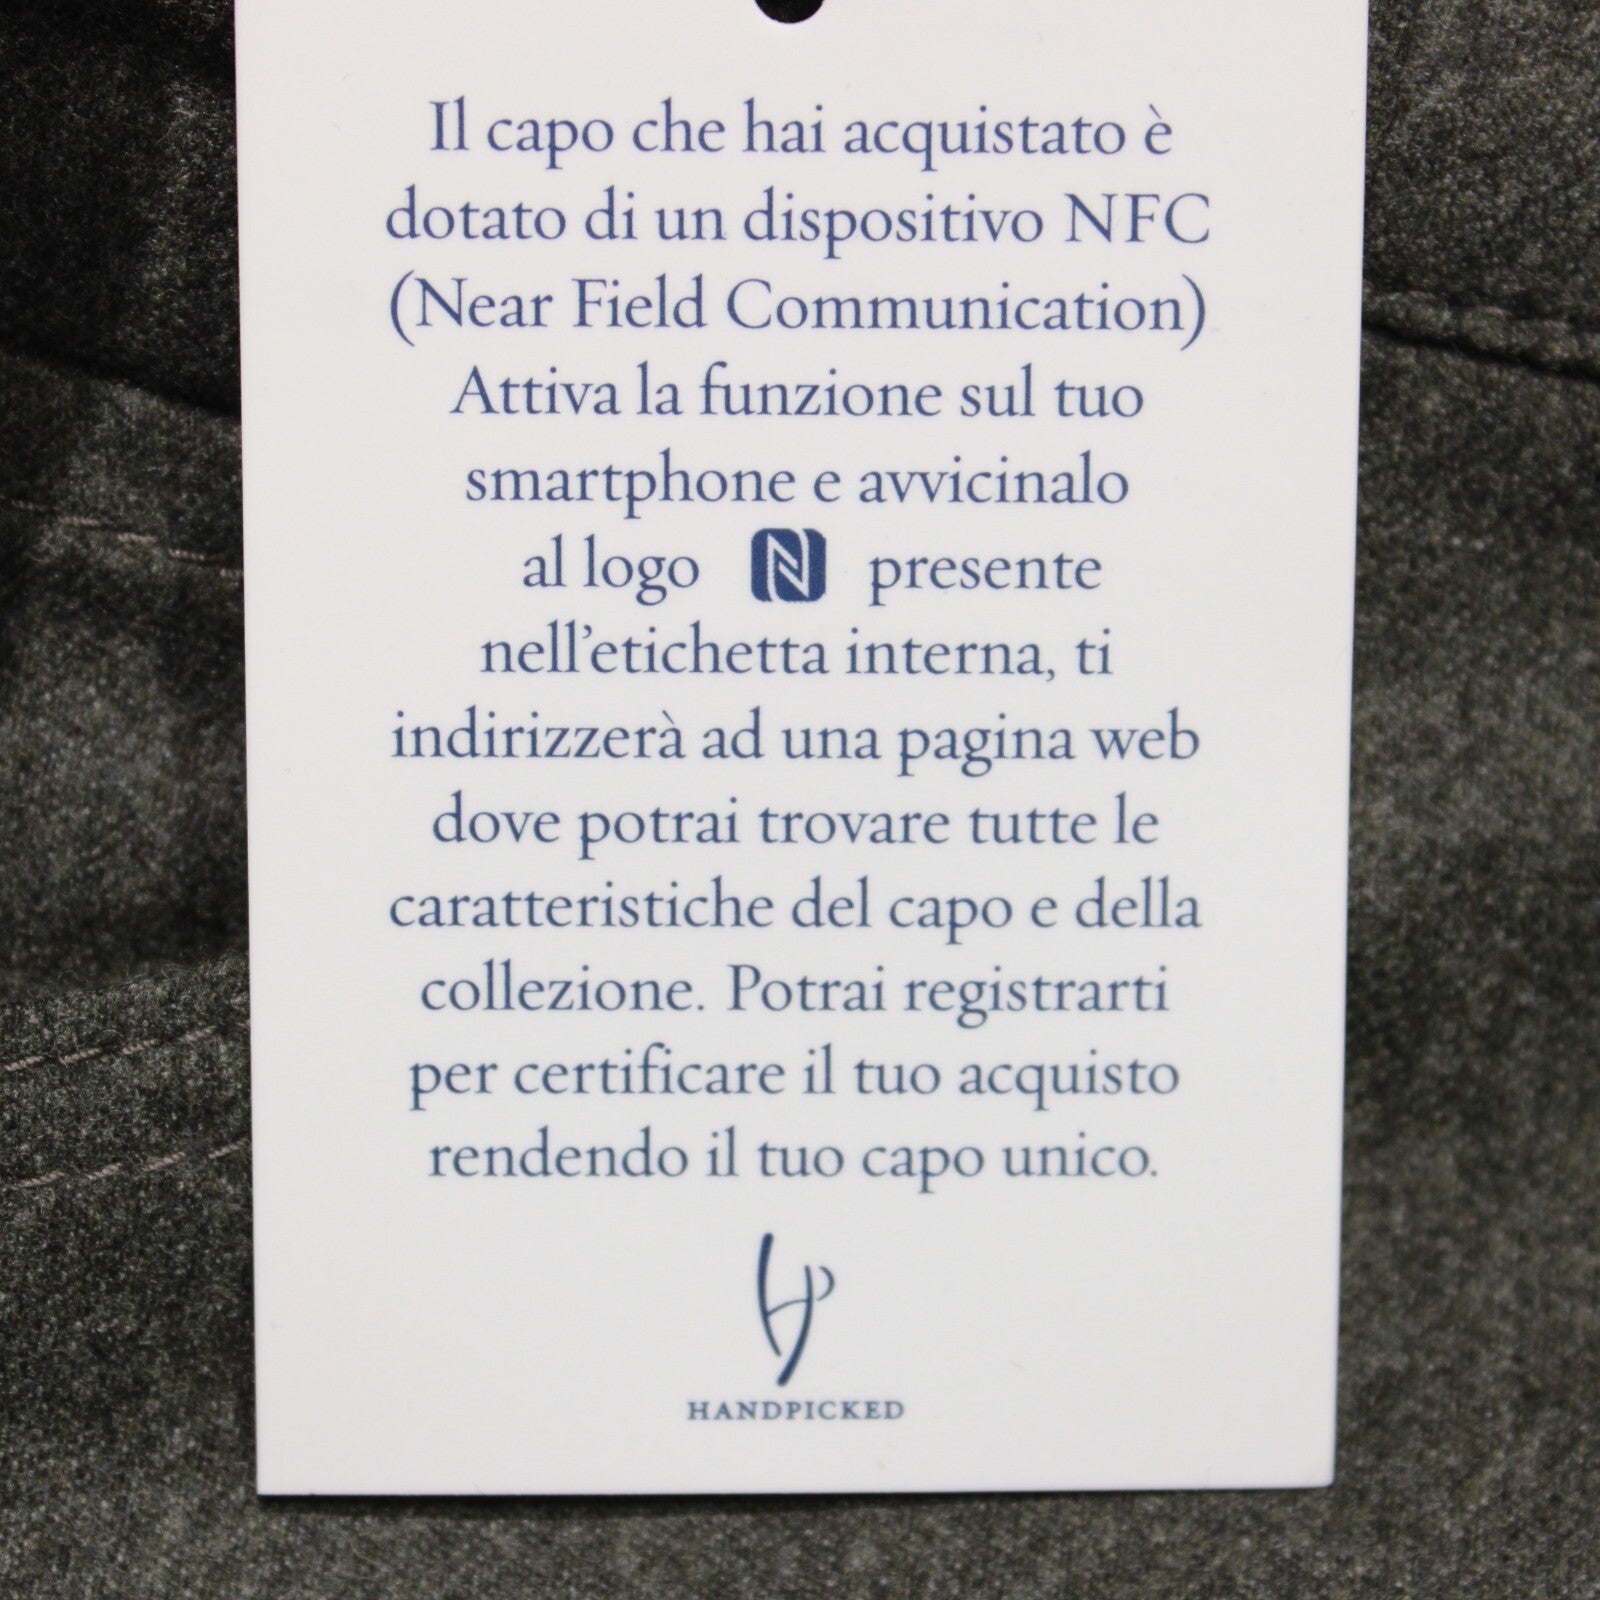 Il capo che hai acquistato è
dotato di un dispositivo NFC
(Near Field Communication)
Attiva la funzione sul tuo
smartphone e avvicinalo
al logo N presente
nell’etichetta interna, ti
indirizzerà ad una pagina web
dove potrai trovare tutte le
caratteristiche del capo e della
collezione. Potrai registrarti
per certificare il tuo acquisto
rendendo il tuo capo unico.
HP
HANDPICKED